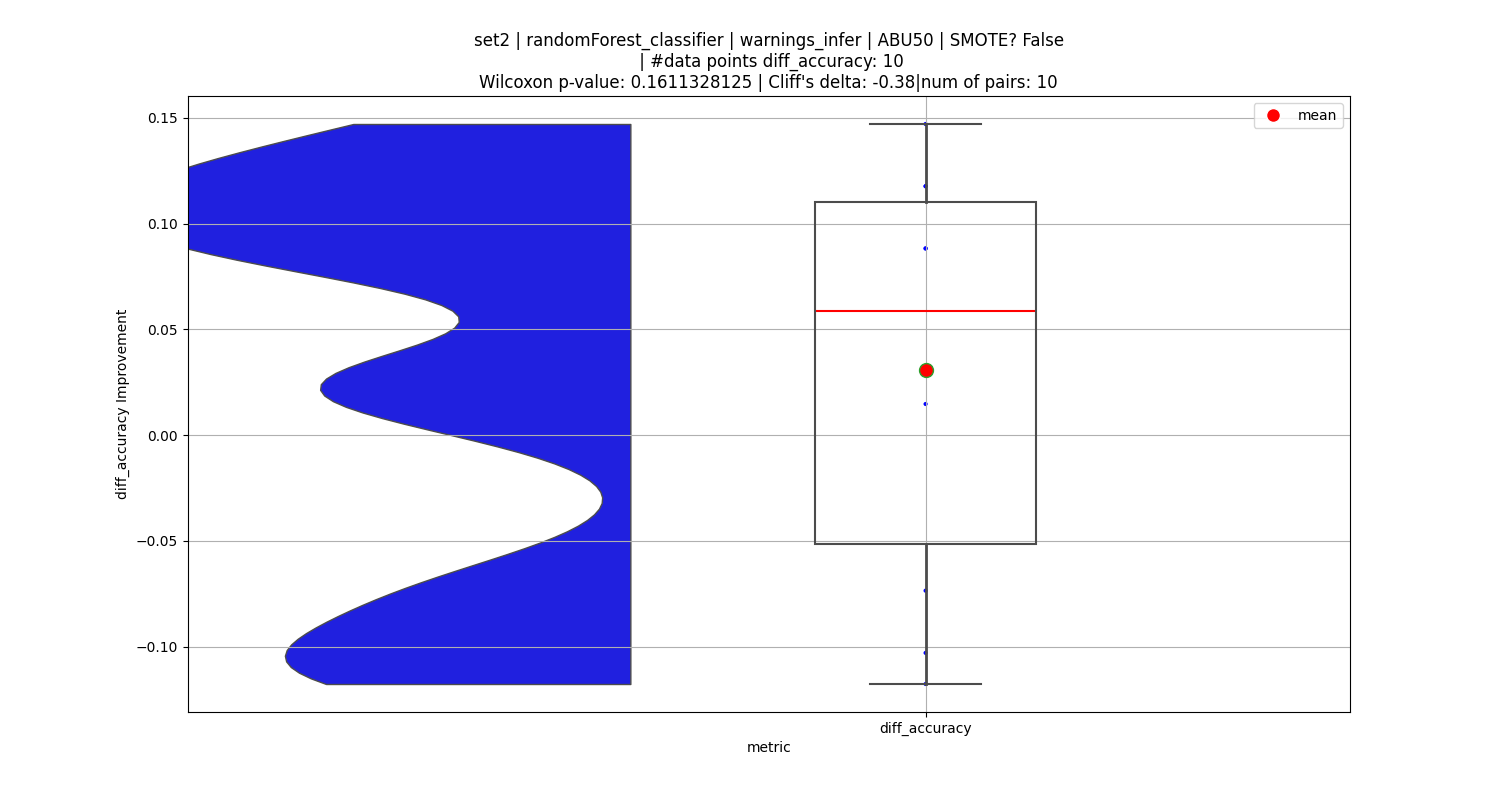 set2 | randomForest_classifier | warnings_infer | ABU50 | SMOTE? False
| #data points diff_accuracy: 10
Wilcoxon p-value: 0.1611328125 | Cliff's delta: -0.38|num of pairs: 10
mean
0.15
0.10
0.05
0.00
−0.05
−0.10
diff_accuracy Improvement
diff_accuracy
metric